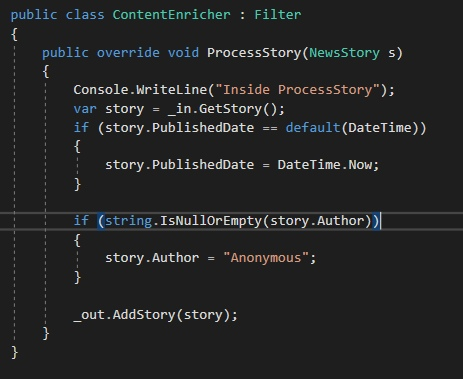 public class ContentEnricher : Filter
{
    public override void ProcessStory(NewsStory s)
    {
        Console.WriteLine("Inside ProcessStory");
        var story = _in.GetStory();
        if (story.PublishedDate == default(DateTime))
        {
            story.PublishedDate = DateTime.Now;
        }

        if (string.IsNullOrEmpty(story.Author))
        {
            story.Author = "Anonymous";
        }

        _out.AddStory(story);
    }
}